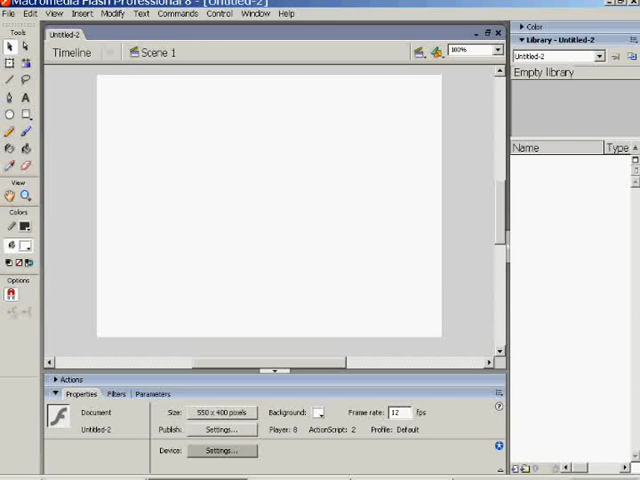 Macromedia Flash Professional 8 - [Untitled-2]
File Edit View Insert Modify Text Commands Control Window Help
Tools
Untitled-2
Timeline Scene 1 100%
View
Colors
Options
Color
Library - Untitled-2
Untitled-2
Empty library
Name Type
Actions
Properties Filters Parameters
Document Size: 550 x 400 pixels Background: Frame rate: 12 fps
Untitled-2 Publish: Settings... Player: 8 ActionScript: 2 Profile: Default
Device: Settings...